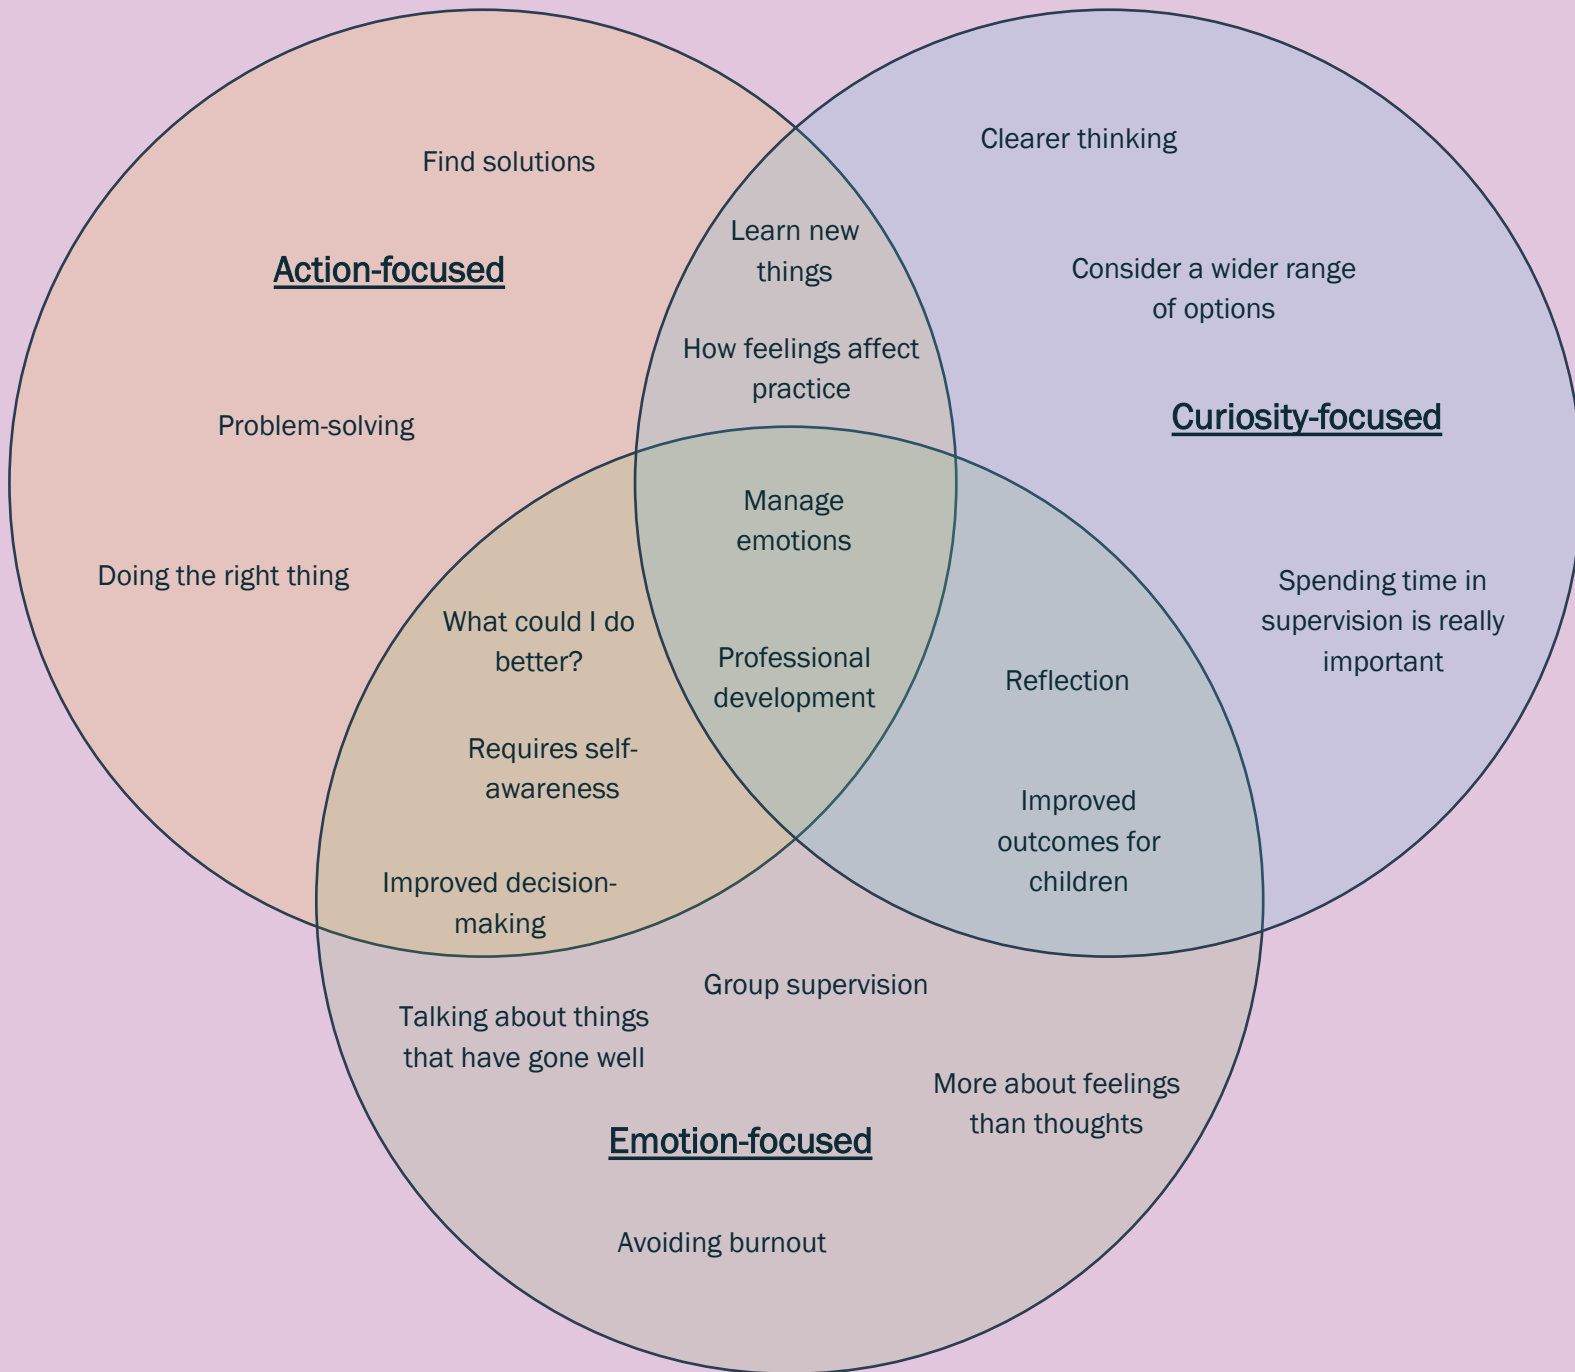 Find solutions
Action-focused
Problem-solving
Doing the right thing
Learn new
things
How feelings affect
practice
Clearer thinking
Consider a wider range
of options
Curiosity-focused
Spending time in
supervision is really
important
Manage
emotions
Professional
development
What could I do
better?
Requires self-
awareness
Improved decision-
making
Reflection
Improved
outcomes for
children
Group supervision
Talking about things
that have gone well
More about feelings
than thoughts
Emotion-focused
Avoiding burnout